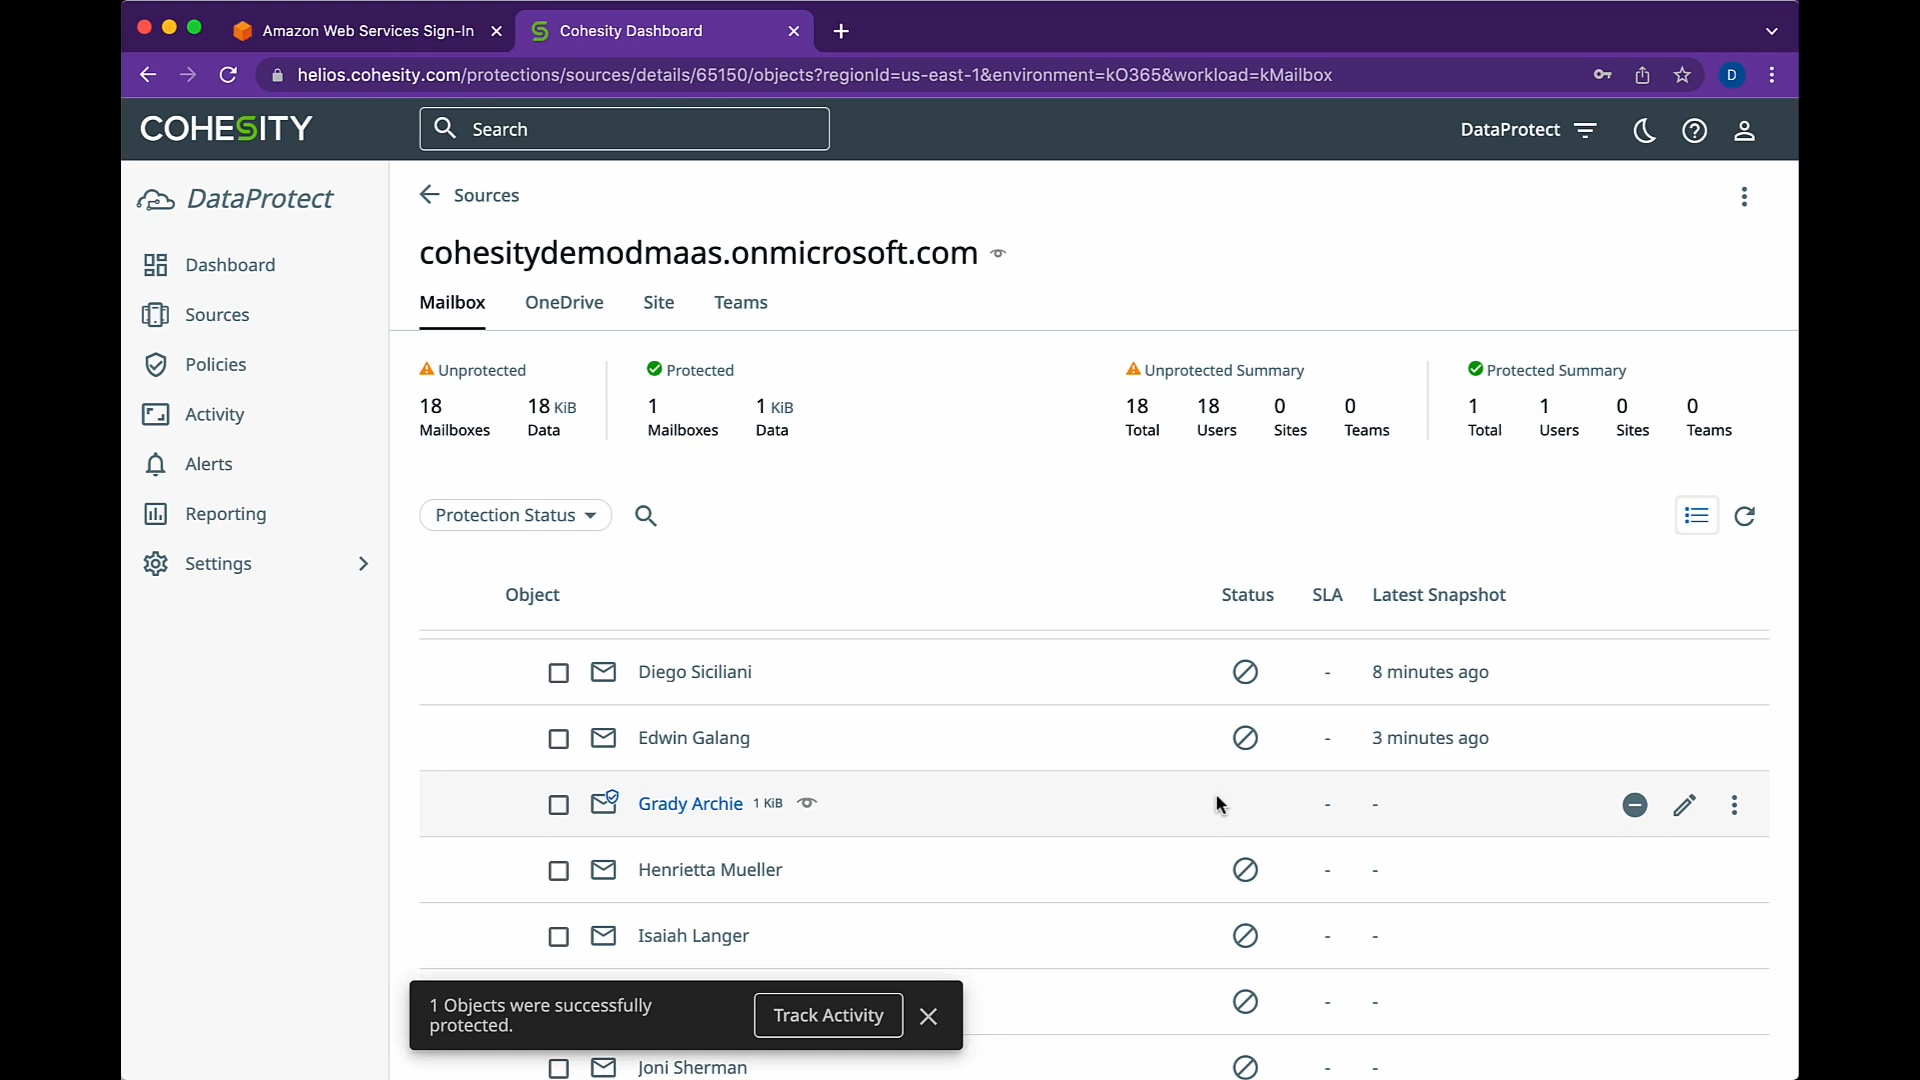 Amazon Web Services Sign-In
Cohesity Dashboard
helios.cohesity.com/protections/sources/details/65150/objects?regionId=us-east-1&environment=kO365&workload=kMailbox
D
COHESITY
Search
DataProtect
DataProtect
Dashboard
Sources
Policies
Activity
Alerts
Reporting
Settings
Sources
cohesitydemodmaas.onmicrosoft.com
Mailbox OneDrive Site Teams
Unprotected
18 18 KiB
Mailboxes Data
Protected
1 1 KiB
Mailboxes Data
Unprotected Summary
18 18 0 0
Total Users Sites Teams
Protected Summary
1 1 0 0
Total Users Sites Teams
Protection Status
Object Status SLA Latest Snapshot
Diego Siciliani - 8 minutes ago
Edwin Galang - 3 minutes ago
Grady Archie 1 KiB - -
Henrietta Mueller - -
Isaiah Langer - -
- -
Joni Sherman - -
1 Objects were successfully
protected.
Track Activity